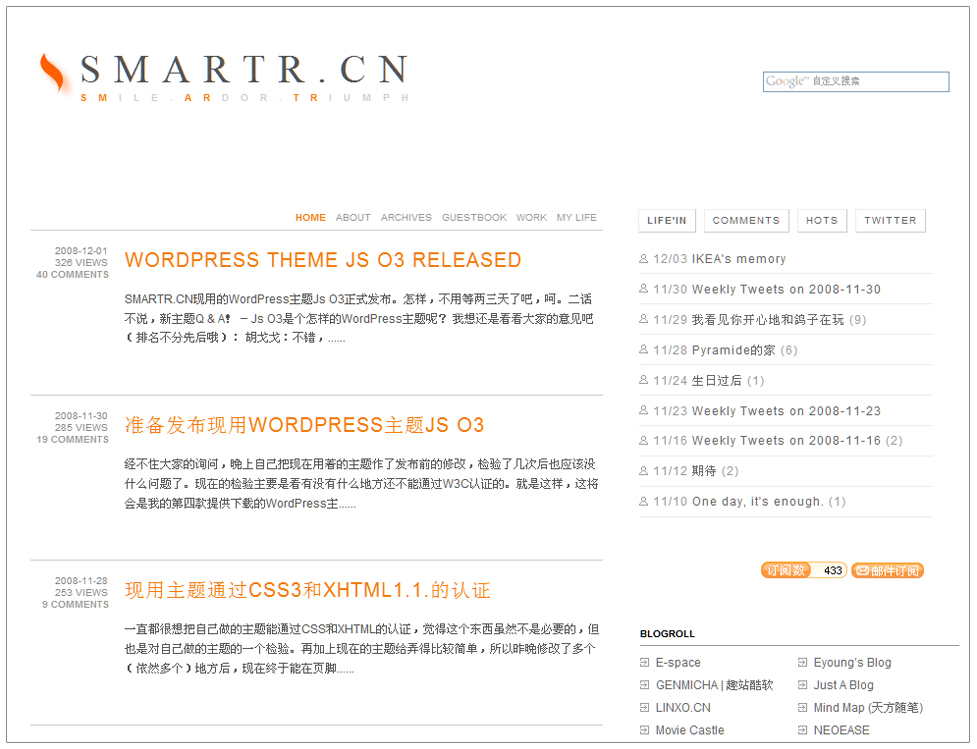 SMARTR.CN
SMILE.ARDOR.TRIUMPH
Google™ 自定义搜索
HOME ABOUT ARCHIVES GUESTBOOK WORK MY LIFE
2008-12-01
326 VIEWS
40 COMMENTS
WORDPRESS THEME JS O3 RELEASED
SMARTR.CN现用的WordPress主题Js O3正式发布。怎样，不用等两三天了吧，呵。二话
不说，新主题Q & A! – Js O3是个怎样的WordPress主题呢？ 我想还是看看大家的意见吧
（ 排名不分先后哦）： 胡戈戈：不错，......
2008-11-30
285 VIEWS
19 COMMENTS
准备发布现用WORDPRESS主题JS O3
经不住大家的询问，晚上自己把现在用着的主题作了发布前的修改，检验了几次后也应该没
什么问题了。现在的检验主要是看有没有什么地方还不能通过W3C认证的。就是这样，这将
会是我的第四款提供下载的WordPress主......
2008-11-28
253 VIEWS
9 COMMENTS
现用主题通过CSS3和XHTML1.1.的认证
一直都很想把自己做的主题能通过CSS和XHTML的认证，觉得这个东西虽然不是必要的，但
也是对自己做的主题的一个检验。再加上现在的主题给弄得比较简单，所以昨晚修改了多个
（ 依然多个）地方后，现在终于能在页脚......
LIFE'IN COMMENTS HOTS TWITTER
12/03 IKEA's memory
11/30 Weekly Tweets on 2008-11-30
11/29 我看见你开心地和鸽子在玩 (9)
11/28 Pyramide的家 (6)
11/24 生日过后 (1)
11/23 Weekly Tweets on 2008-11-23
11/16 Weekly Tweets on 2008-11-16 (2)
11/12 期待 (2)
11/10 One day, it's enough. (1)
订阅数 433 邮件订阅
BLOGROLL
E-space Eyoung's Blog
GENMICHA | 趣站酷软 Just A Blog
LINXO.CN Mind Map (天方随笔)
Movie Castle NEOEASE